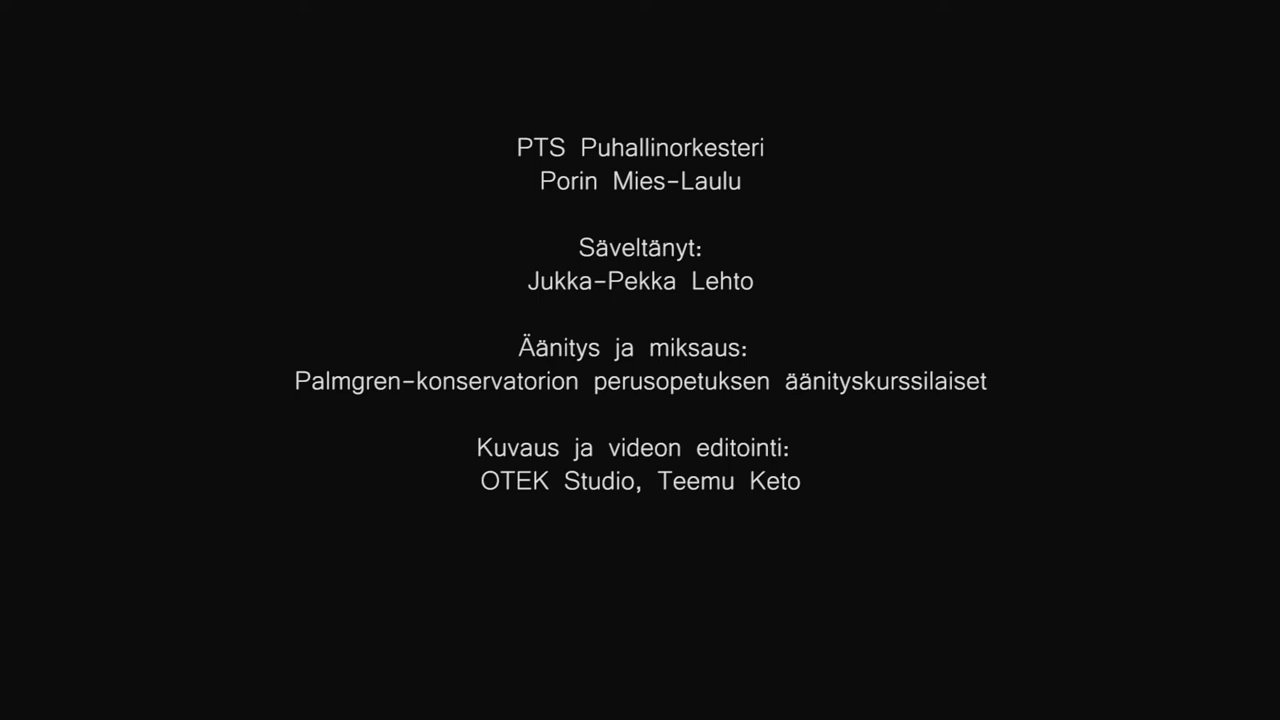 PTS Puhallinorkesteri
Porin Mies-Laulu
Säveltänyt:
Jukka-Pekka Lehto
Äänitys ja miksaus:
Palmgren-konservatorion perusopetuksen äänityskurssilaiset
Kuvaus ja videon editointi:
OTEK Studio, Teemu Keto